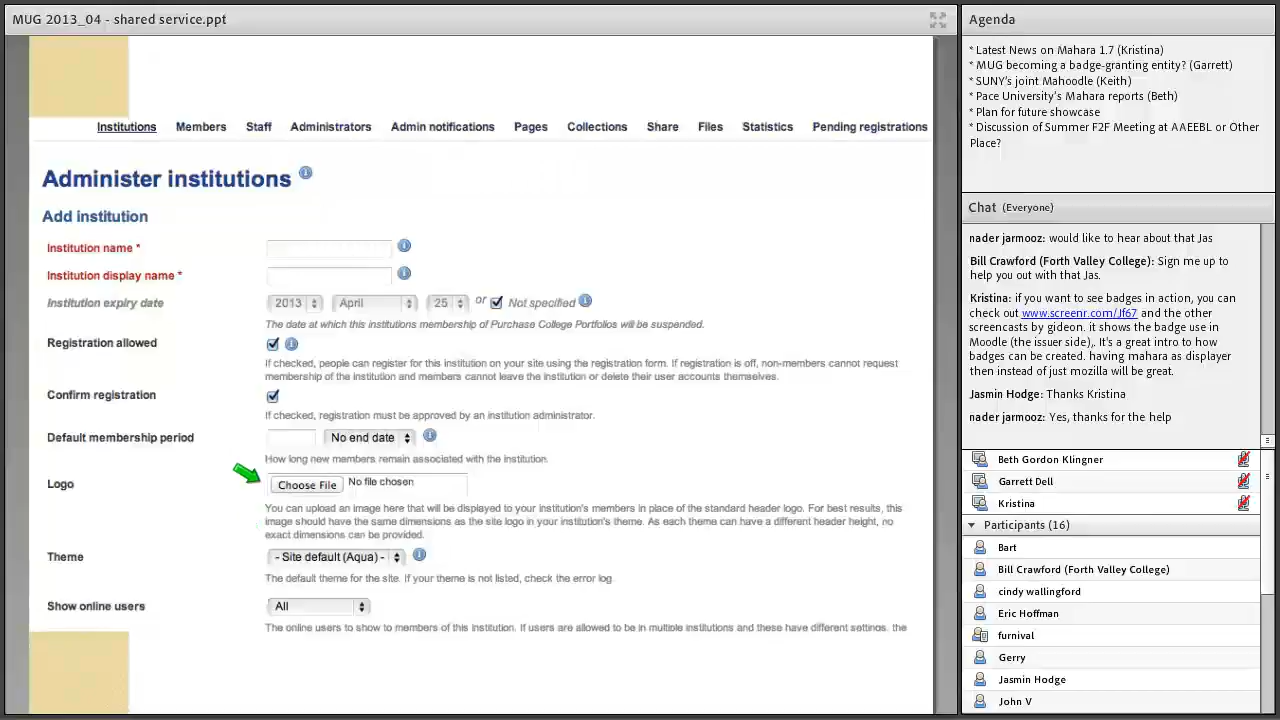 MUG 2013_04 - shared service.ppt
Institutions Members Staff Administrators Admin notifications Pages Collections Share Files Statistics Pending registrations
Administer institutions
Add institution
Institution name *
Institution display name *
Institution expiry date 2013 April 25 or Not specified
The date at which this institutions membership of Purchase College Portfolios will be suspended.
Registration allowed
If checked, people can register for this institution on your site using the registration form. If registration is off, non-members cannot request
membership of the institution and members cannot leave the institution or delete their user accounts themselves.
Confirm registration
If checked, registration must be approved by an institution administrator.
Default membership period No end date
How long new members remain associated with the institution.
Logo Choose File No file chosen
You can upload an image here that will be displayed to your institution's members in place of the standard header logo. For best results, this
image should have the same dimensions as the site logo in your institution's theme. As each theme can have a different header height, no
exact dimensions can be provided.
Theme - Site default (Aqua) -
The default theme for the site. If your theme is not listed, check the error log.
Show online users All
The online users to show to members of this institution. If users are allowed to be in multiple institutions and these have different settings, the
Agenda
* Latest News on Mahara 1.7 (Kristina)
* MUG becoming a badge-granting entity? (Garrett)
* SUNY's joint Mahoodle (Keith)
* Pace University's Mahara reports (Beth)
* Plan for future showcase
* Discussion of Summer F2F Meeting at AAEEBL or Other
Place?
Chat (Everyone)
nader jarmooz: would like to hear about that Jas
Bill Crawford (Forth Valley College): Sign me up to
help you out with that Jas.
Kristina: if you want to see badges in action, you can
check out www.screenr.com/Jf67 and the other
screencasts by gideon. it shows the badge use in
Moodle (the issuer side),. It's a great intro to how
badges can be created. having mahara as displayer
then instead of just mozilla will be great.
Jasmin Hodge: Thanks Kristina
nader jarmooz: Yes, thanks for the help
Beth Gordon Klingner
Garrett Dell
Kristina
Participants (16)
Bart
Bill Crawford (Forth Valley College)
cindy wallingford
Eric Hoffman
furnival
Gerry
Jasmin Hodge
John V